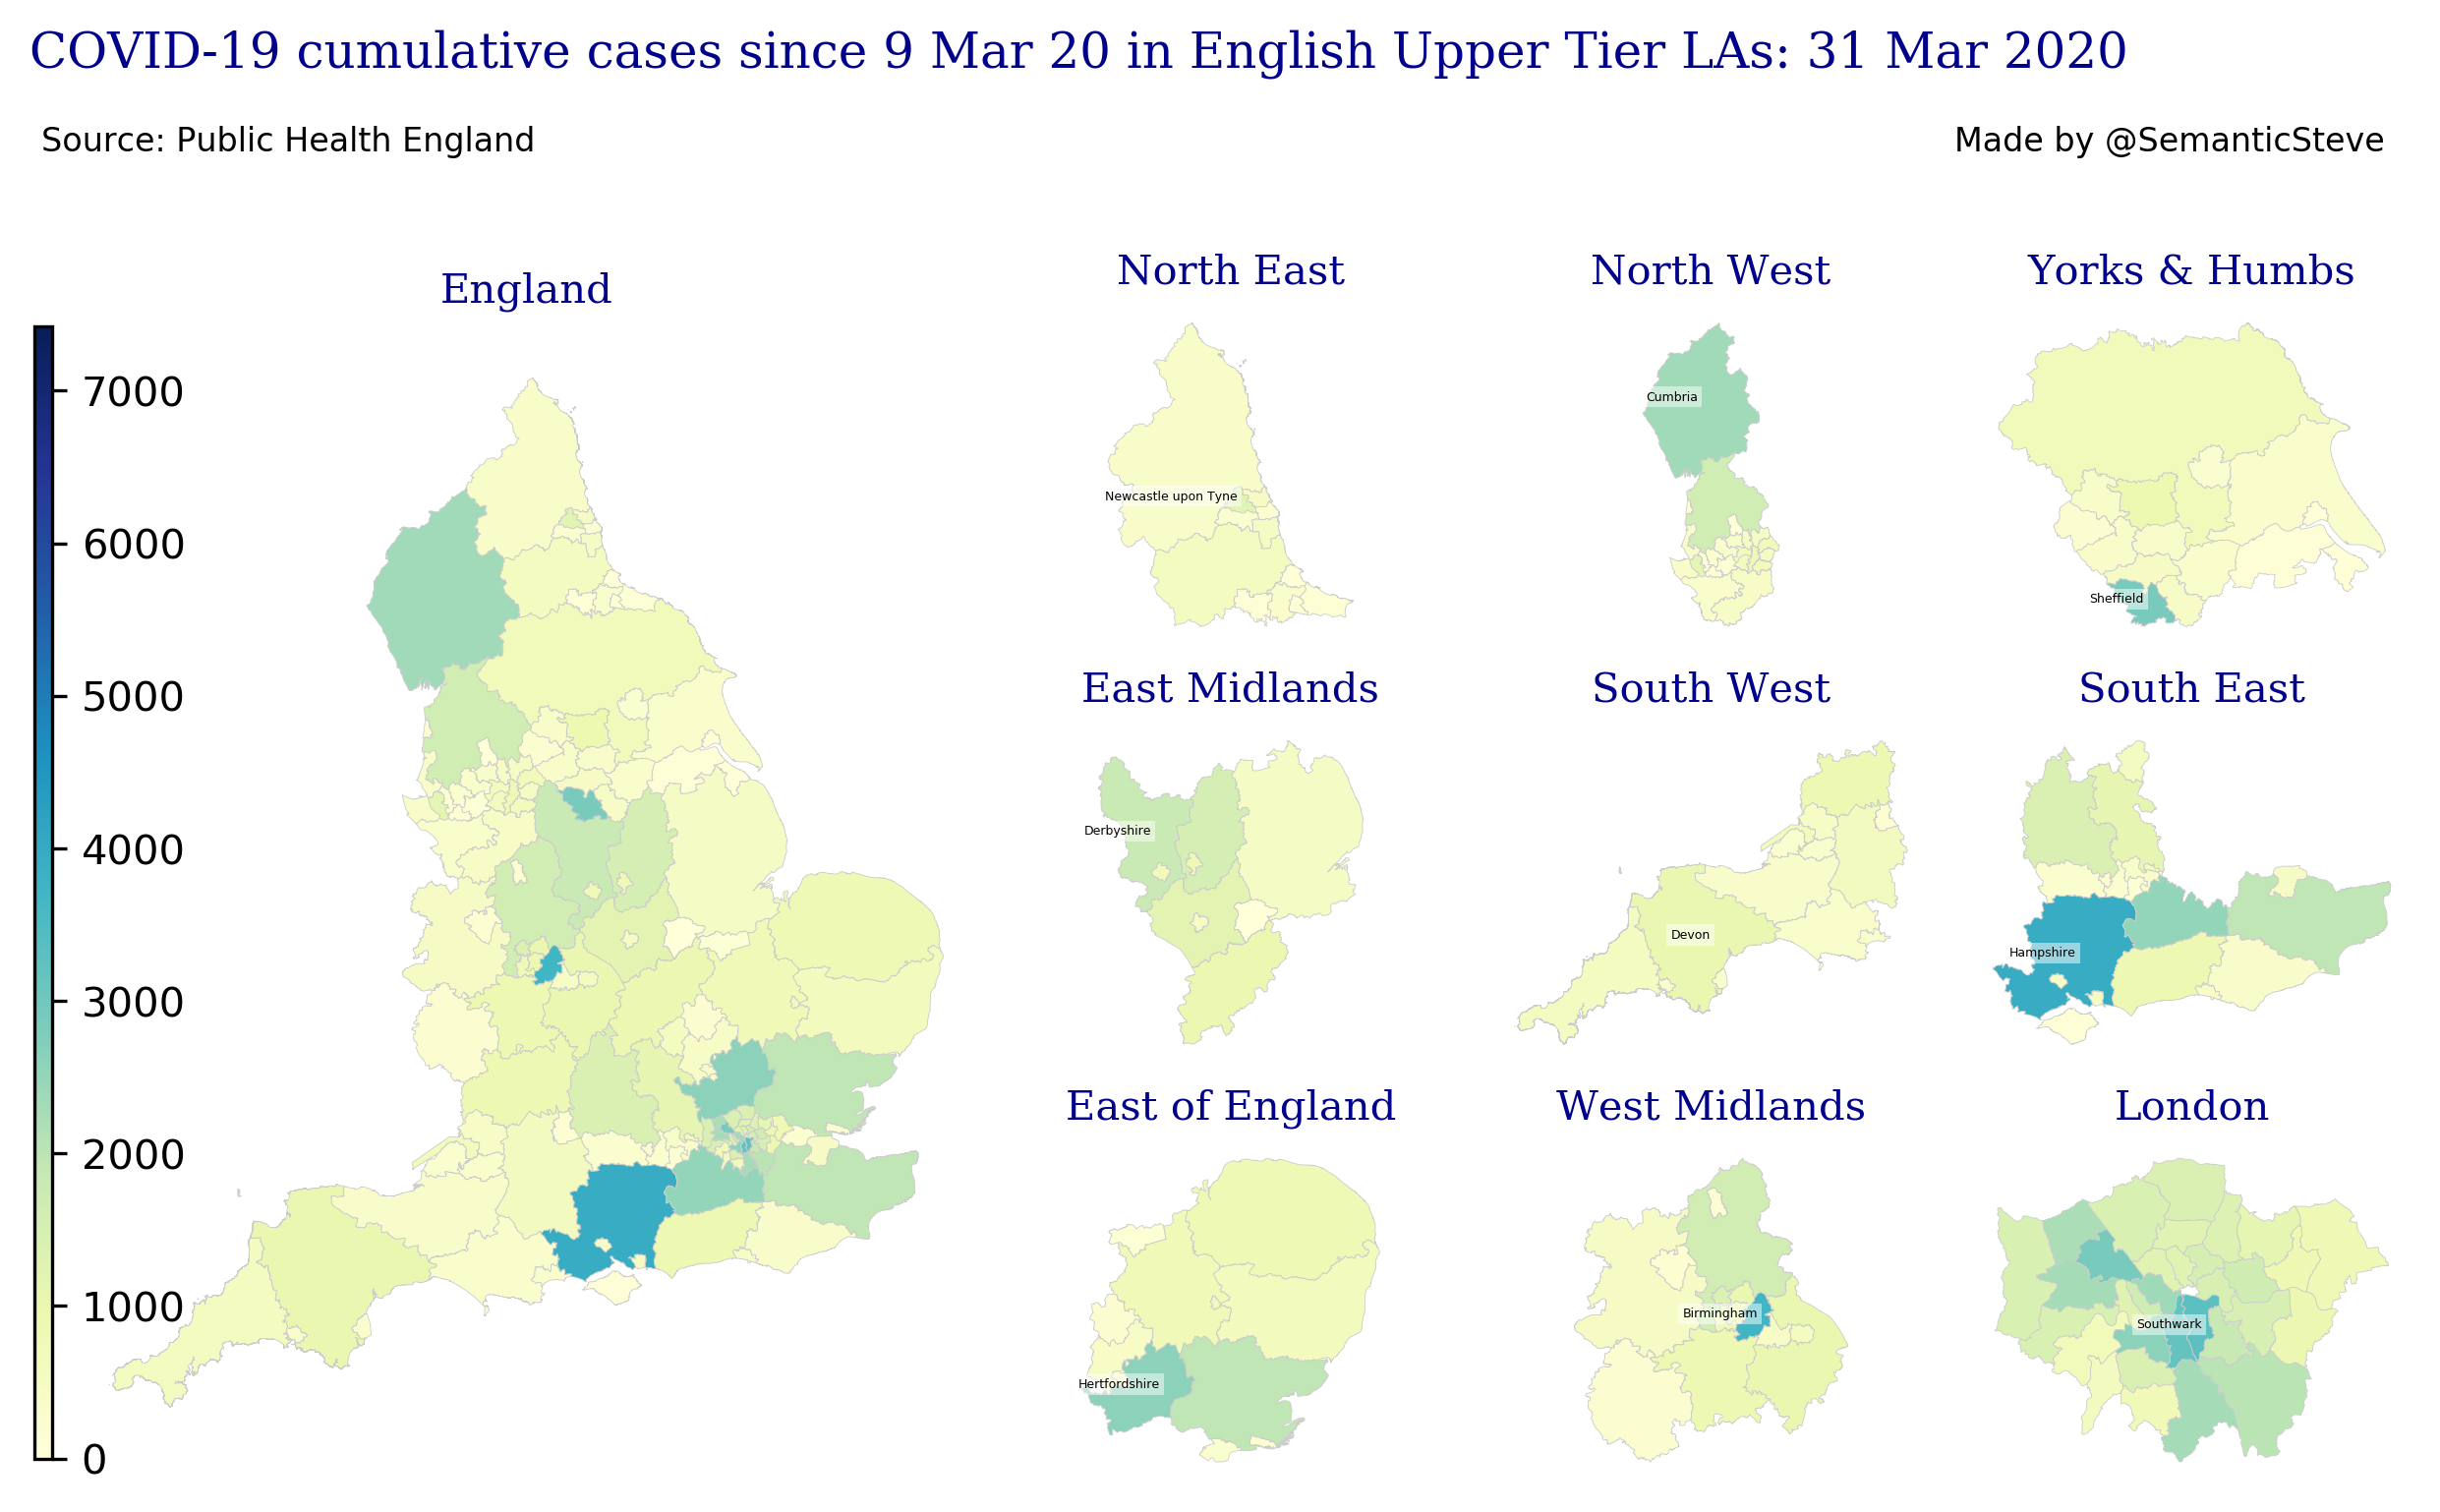 COVID-19 cumulative cases since 9 Mar 20 in English Upper Tier LAs: 31 Mar 2020
Source: Public Health England
Made by @SemanticSteve
England
7000
6000
5000
4000
3000
2000
1000
0
North East
Newcastle upon Tyne
North West
Cumbria
Yorks & Humbs
Sheffield
East Midlands
Derbyshire
South West
Devon
South East
Hampshire
East of England
Hertfordshire
West Midlands
Birmingham
London
Southwark